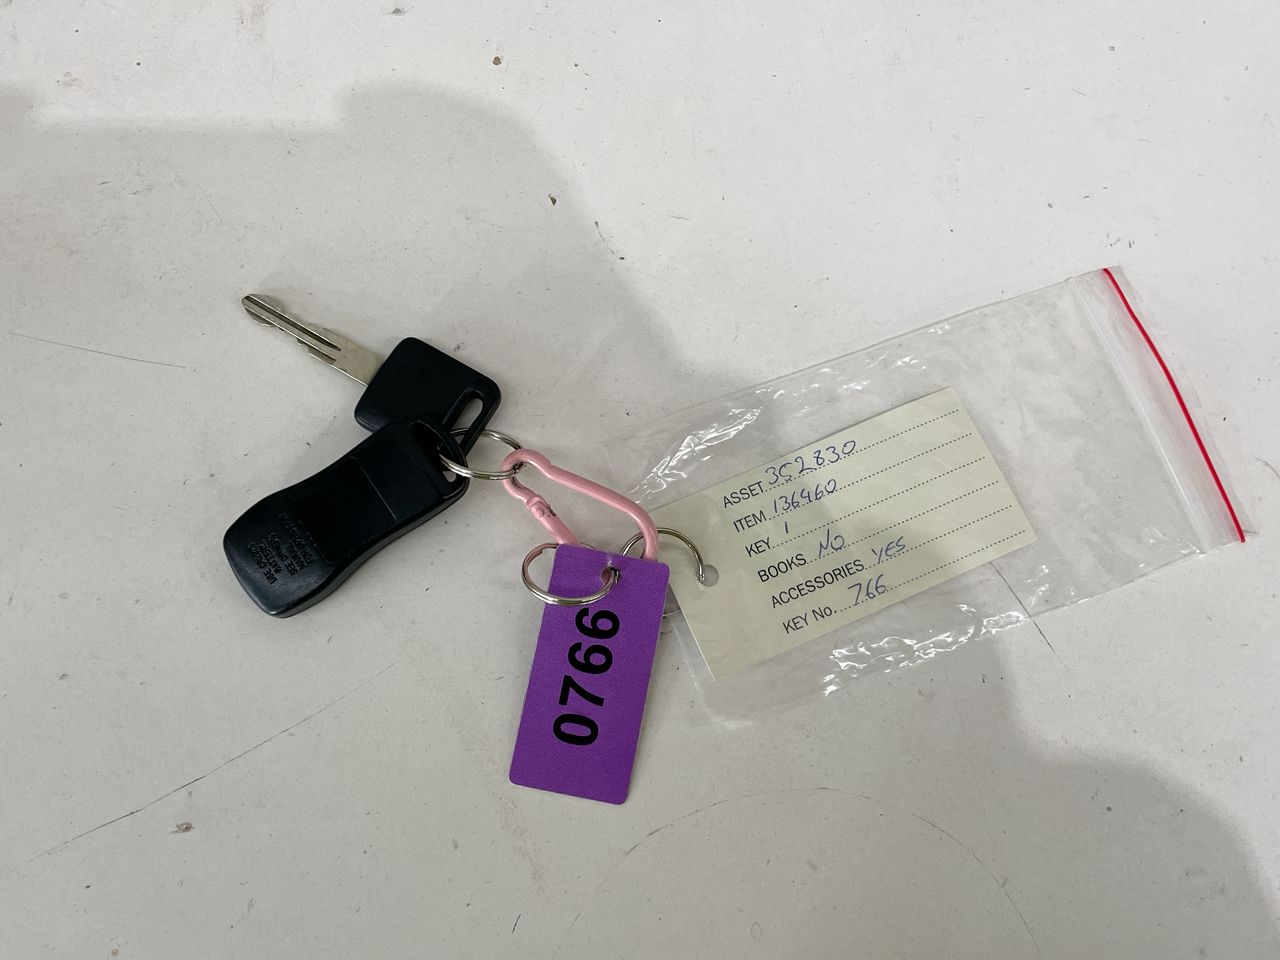 ASSET 352830
ITEM 136460
KEY 1
BOOKS NO
ACCESSORIES YES
KEY No. 766
0766